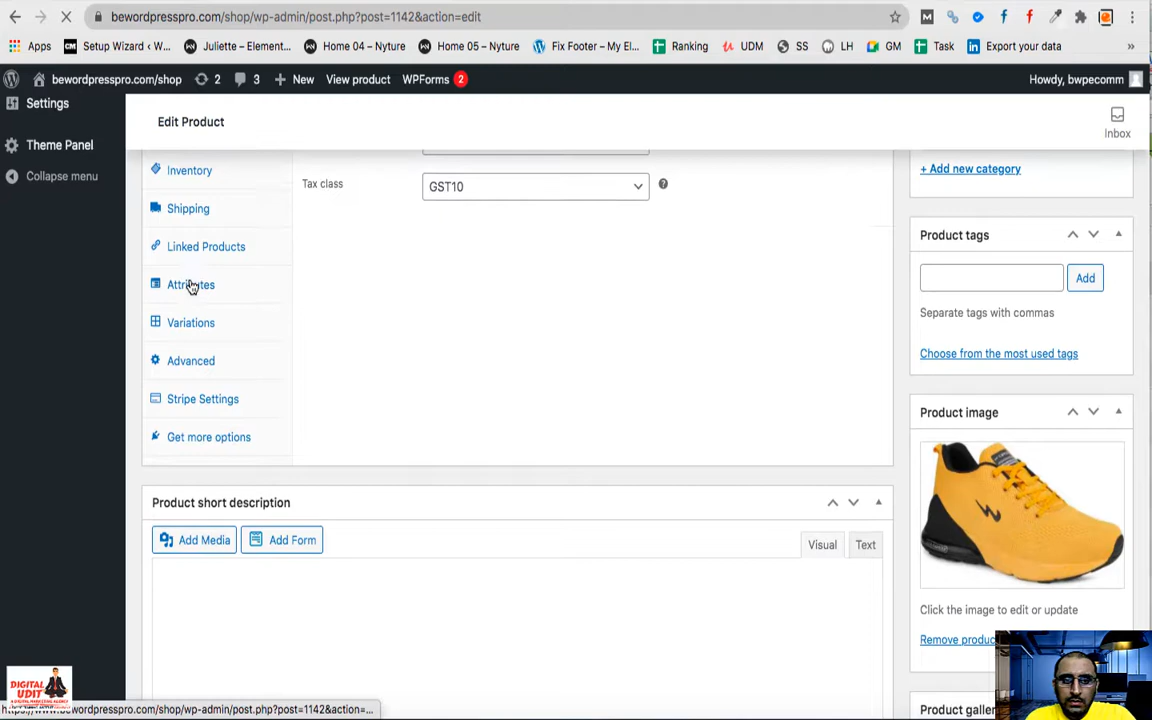 bewordpresspro.com/shop/wp-admin/post.php?post=1142&action=edit
Apps
Setup Wizard ‹ W...
Juliette – Element...
Home 04 – Nyture
Home 05 – Nyture
Fix Footer – My El...
Ranking
UDM
SS
LH
GM
Task
Export your data
»
bewordpresspro.com/shop
2
3
New
View product
WPForms
2
Howdy, bwpecomm
Settings
Edit Product
Inbox
Theme Panel
Collapse menu
Inventory
Tax class
GST10
+ Add new category
Shipping
Linked Products
Attributes
Variations
Advanced
Stripe Settings
Get more options
Product tags
Add
Separate tags with commas
Choose from the most used tags
Product image
Click the image to edit or update
Remove produc
Product short description
Add Media
Add Form
Visual
Text
DIGITAL
UDIT
A DIGITAL MARKETING AGENCY
https://www.bewordpresspro.com/shop/wp-admin/post.php?post=1142&action=...
Product galler